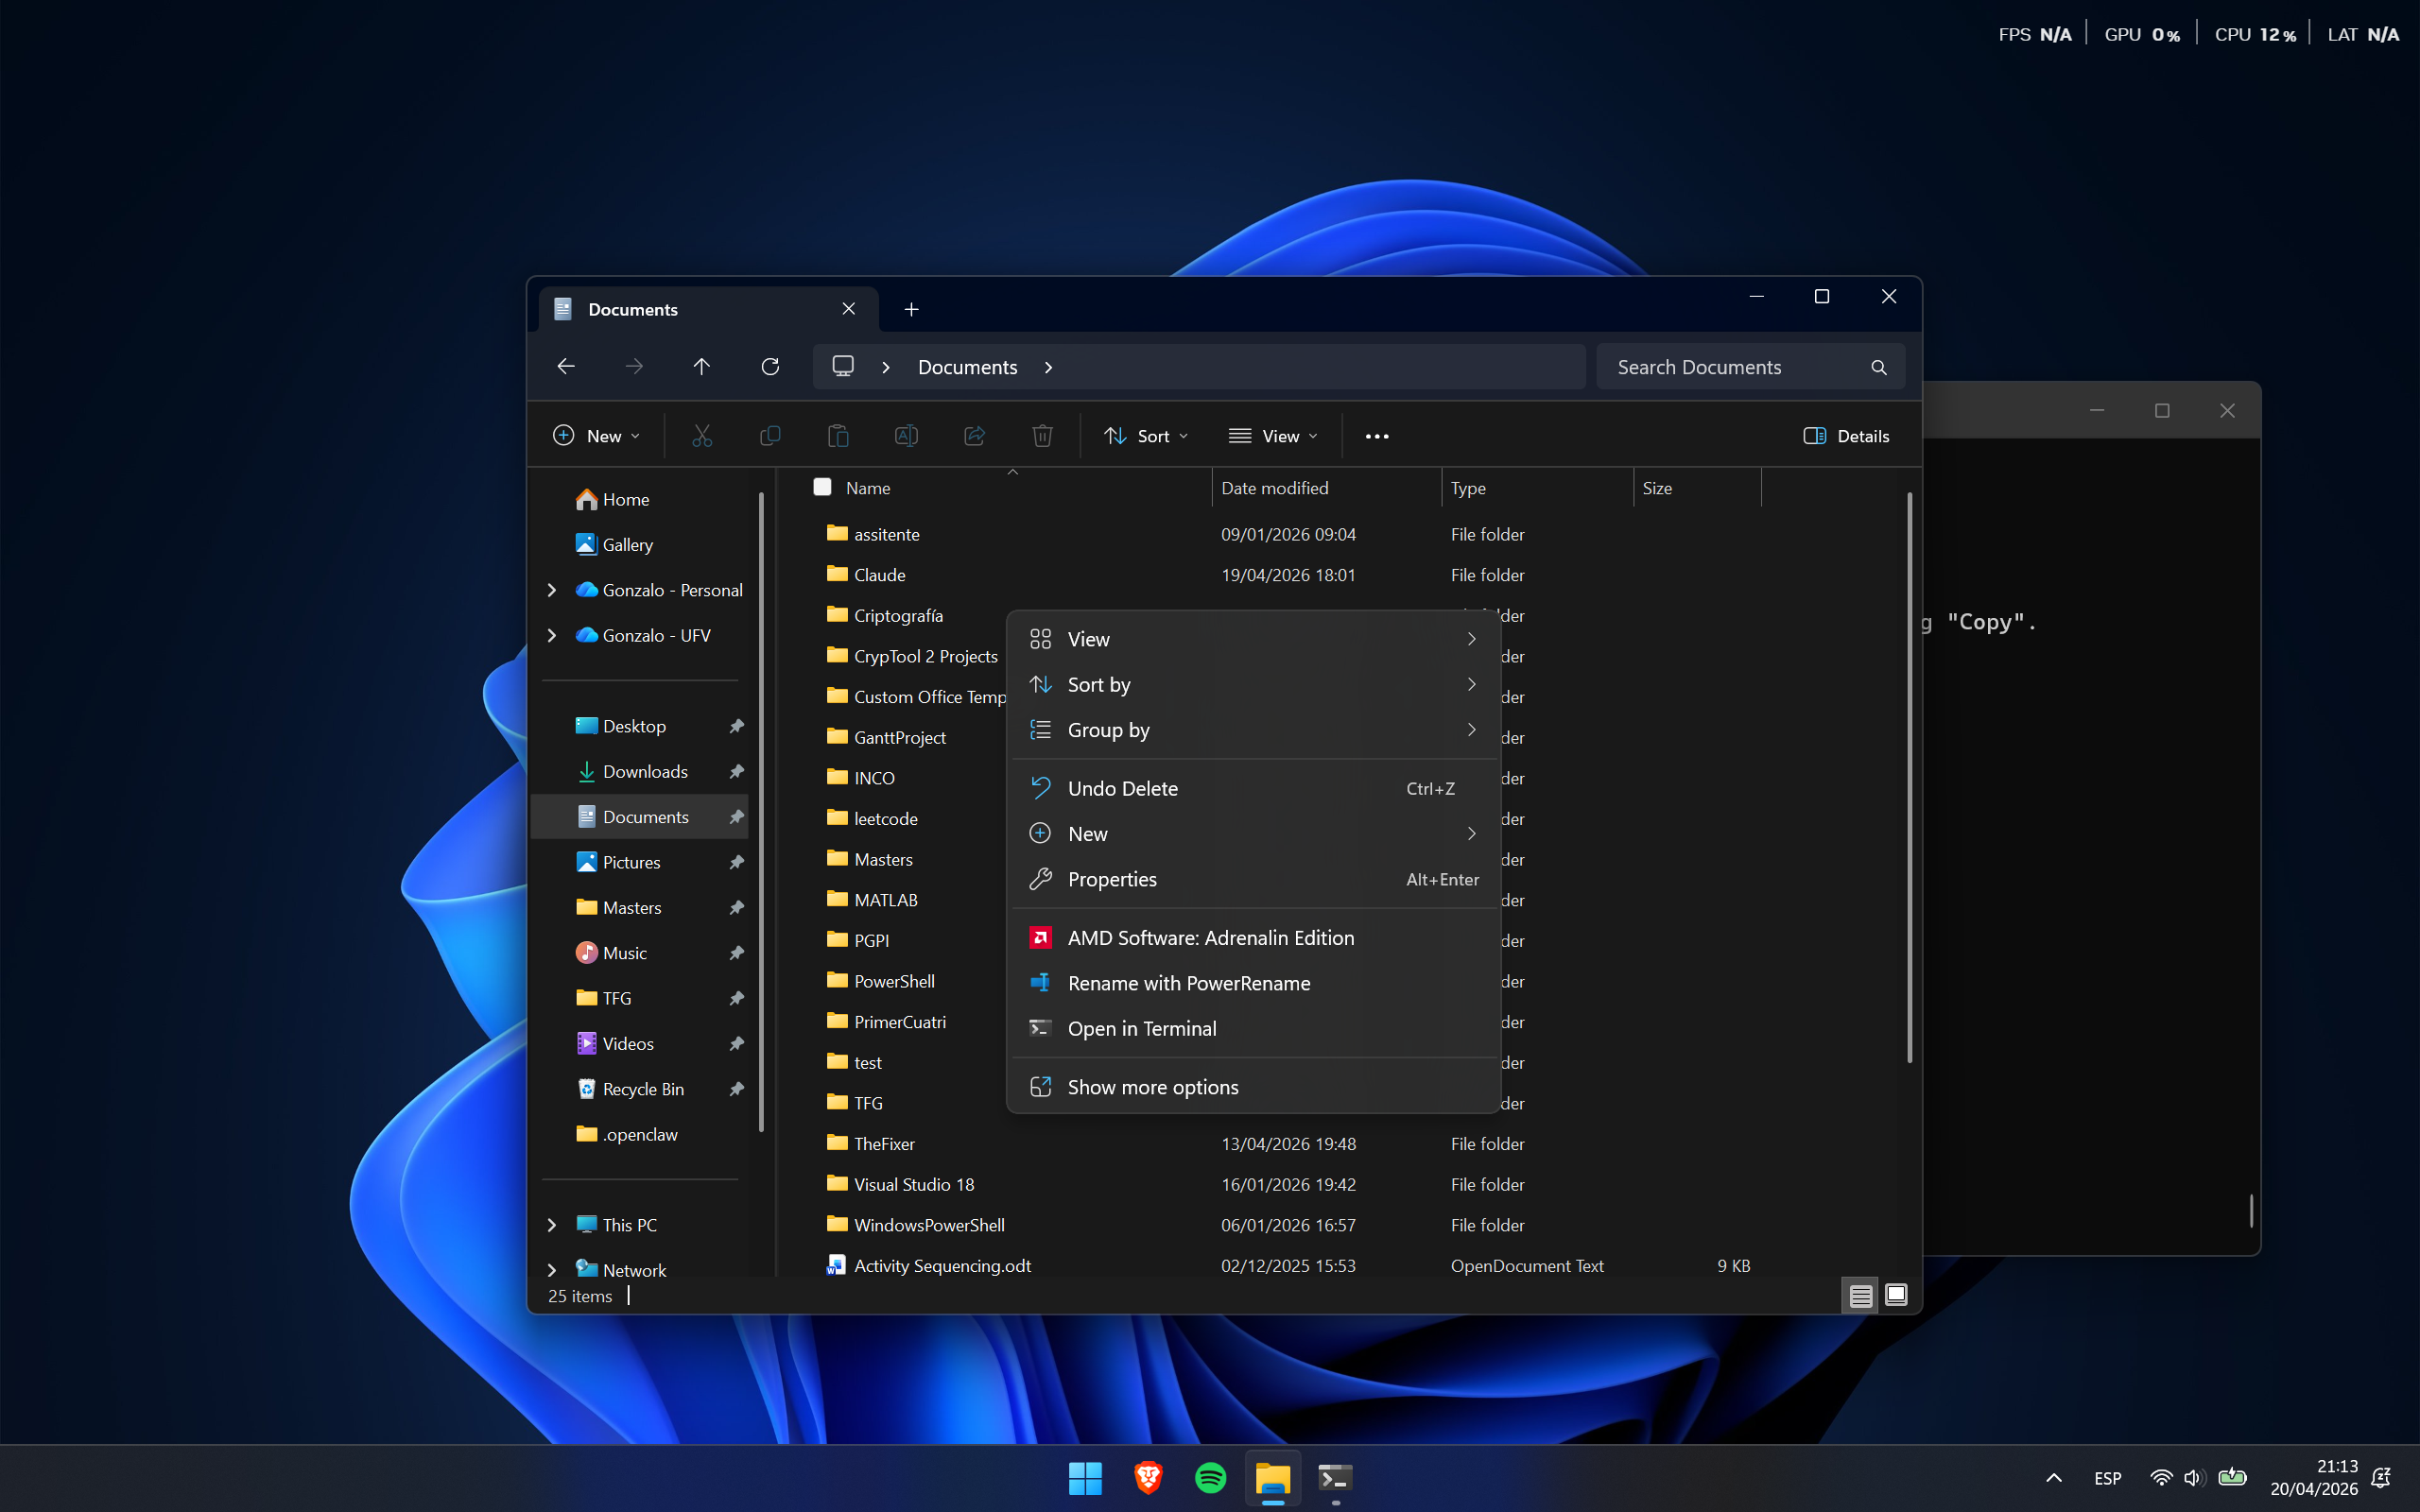 FPS N/A GPU 0% CPU 12% LAT N/A
Documents
Documents
Search Documents
New
Sort
View
Details
Name Date modified Type Size
Home
Gallery
Gonzalo - Personal
Gonzalo - UFV
Desktop
Downloads
Documents
Pictures
Masters
Music
TFG
Videos
Recycle Bin
.openclaw
This PC
Network
assitente 09/01/2026 09:04 File folder
Claude 19/04/2026 18:01 File folder
Criptografía
CrypTool 2 Projects
Custom Office Temp
GanttProject
INCO
leetcode
Masters
MATLAB
PGPI
PowerShell
PrimerCuatri
test
TFG
TheFixer 13/04/2026 19:48 File folder
Visual Studio 18 16/01/2026 19:42 File folder
WindowsPowerShell 06/01/2026 16:57 File folder
Activity Sequencing.odt 02/12/2025 15:53 OpenDocument Text 9 KB
View
Sort by
Group by
Undo Delete Ctrl+Z
New
Properties Alt+Enter
AMD Software: Adrenalin Edition
Rename with PowerRename
Open in Terminal
Show more options
25 items
"Copy".
ESP
21:13
20/04/2026